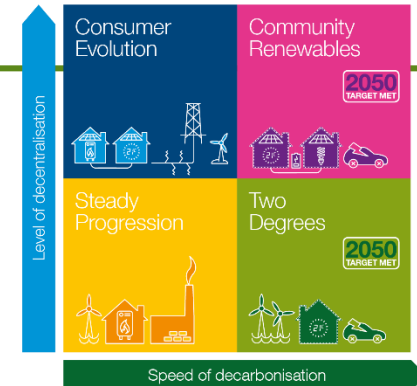 Consumer
Evolution
Community
Renewables
2050
TARGET MET
Level of decentralisation
Steady
Progression
Two
Degrees
2050
TARGET MET
Speed of decarbonisation